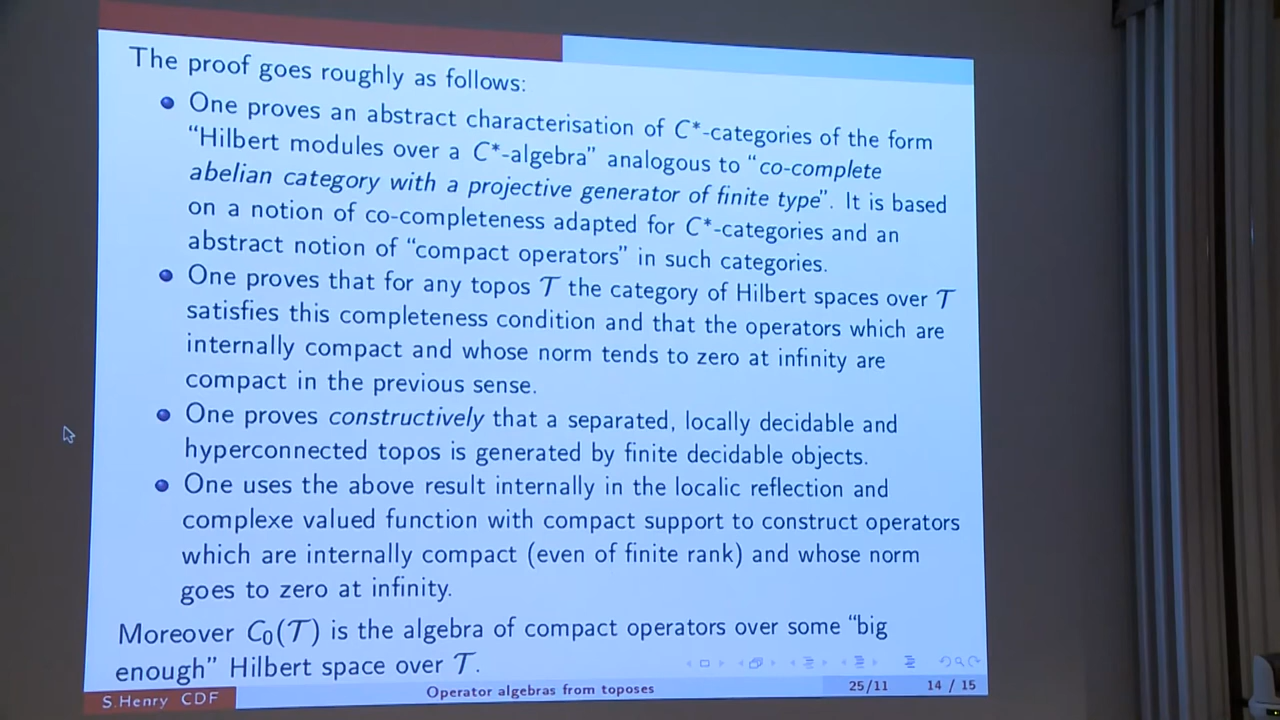 The proof goes roughly as follows:
One proves an abstract characterisation of C*-categories of the form
“Hilbert modules over a C*-algebra” analogous to “co-complete
abelian category with a projective generator of finite type”. It is based
on a notion of co-completeness adapted for C*-categories and an
abstract notion of “compact operators” in such categories.
One proves that for any topos 𝒯 the category of Hilbert spaces over 𝒯
satisfies this completeness condition and that the operators which are
internally compact and whose norm tends to zero at infinity are
compact in the previous sense.
One proves constructively that a separated, locally decidable and
hyperconnected topos is generated by finite decidable objects.
One uses the above result internally in the localic reflection and
complexe valued function with compact support to construct operators
which are internally compact (even of finite rank) and whose norm
goes to zero at infinity.
Moreover C₀(𝒯) is the algebra of compact operators over some “big
enough” Hilbert space over 𝒯.
S.Henry CDF Operator algebras from toposes 25/11 14 / 15